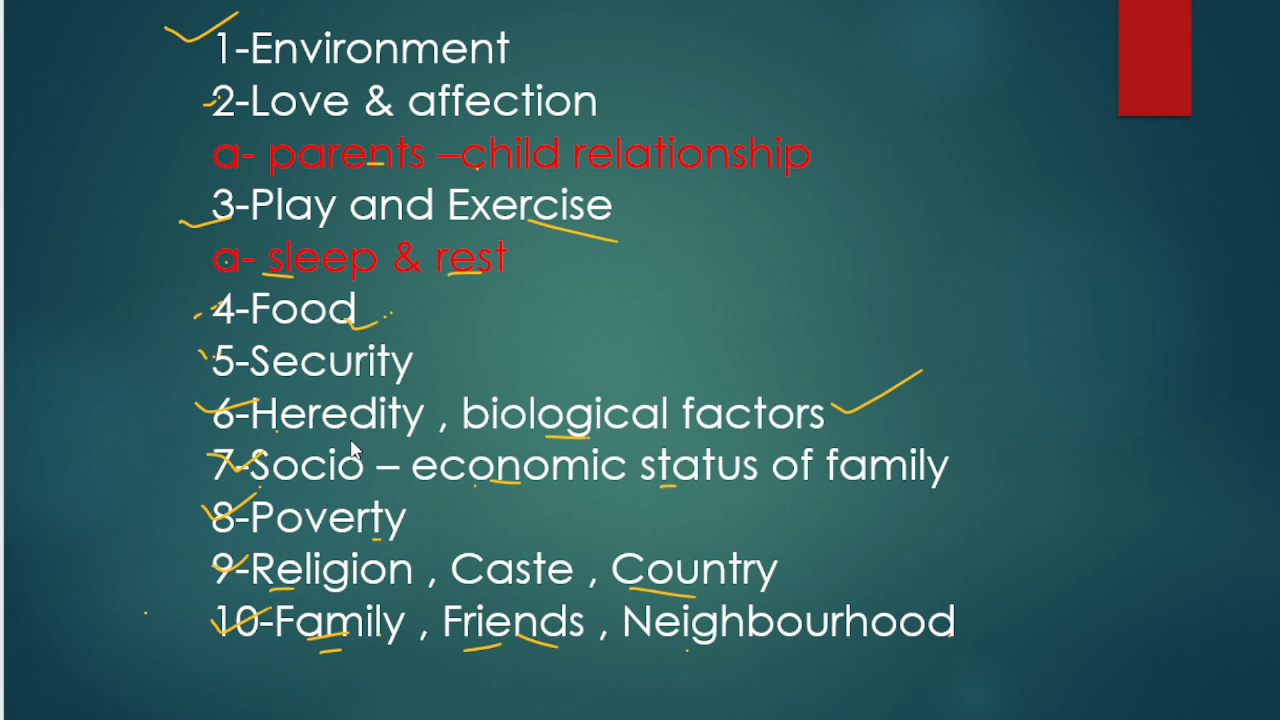 1-Environment
2-Love & affection
a- parents –child relationship
3-Play and Exercise
a- sleep & rest
4-Food
5-Security
6-Heredity , biological factors
7-Socio – economic status of family
8-Poverty
9-Religion , Caste , Country
10-Family , Friends , Neighbourhood